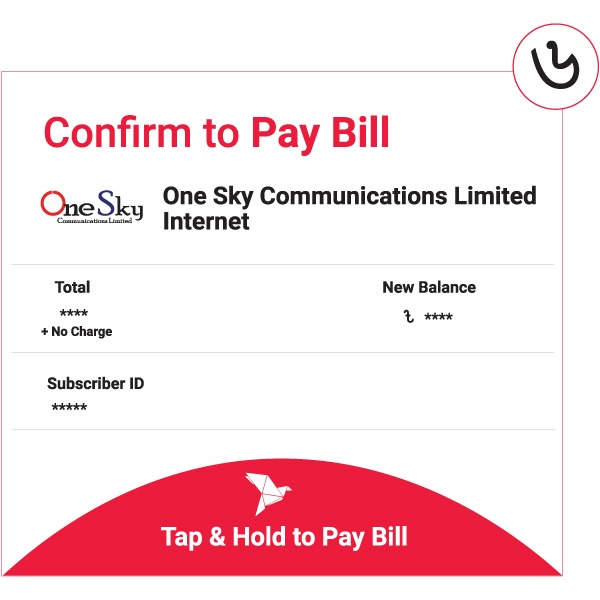 ৬
Confirm to Pay Bill
One Sky
Communications Limited
One Sky Communications Limited
Internet
Total
New Balance
****
৳ ****
+ No Charge
Subscriber ID
*****
Tap & Hold to Pay Bill